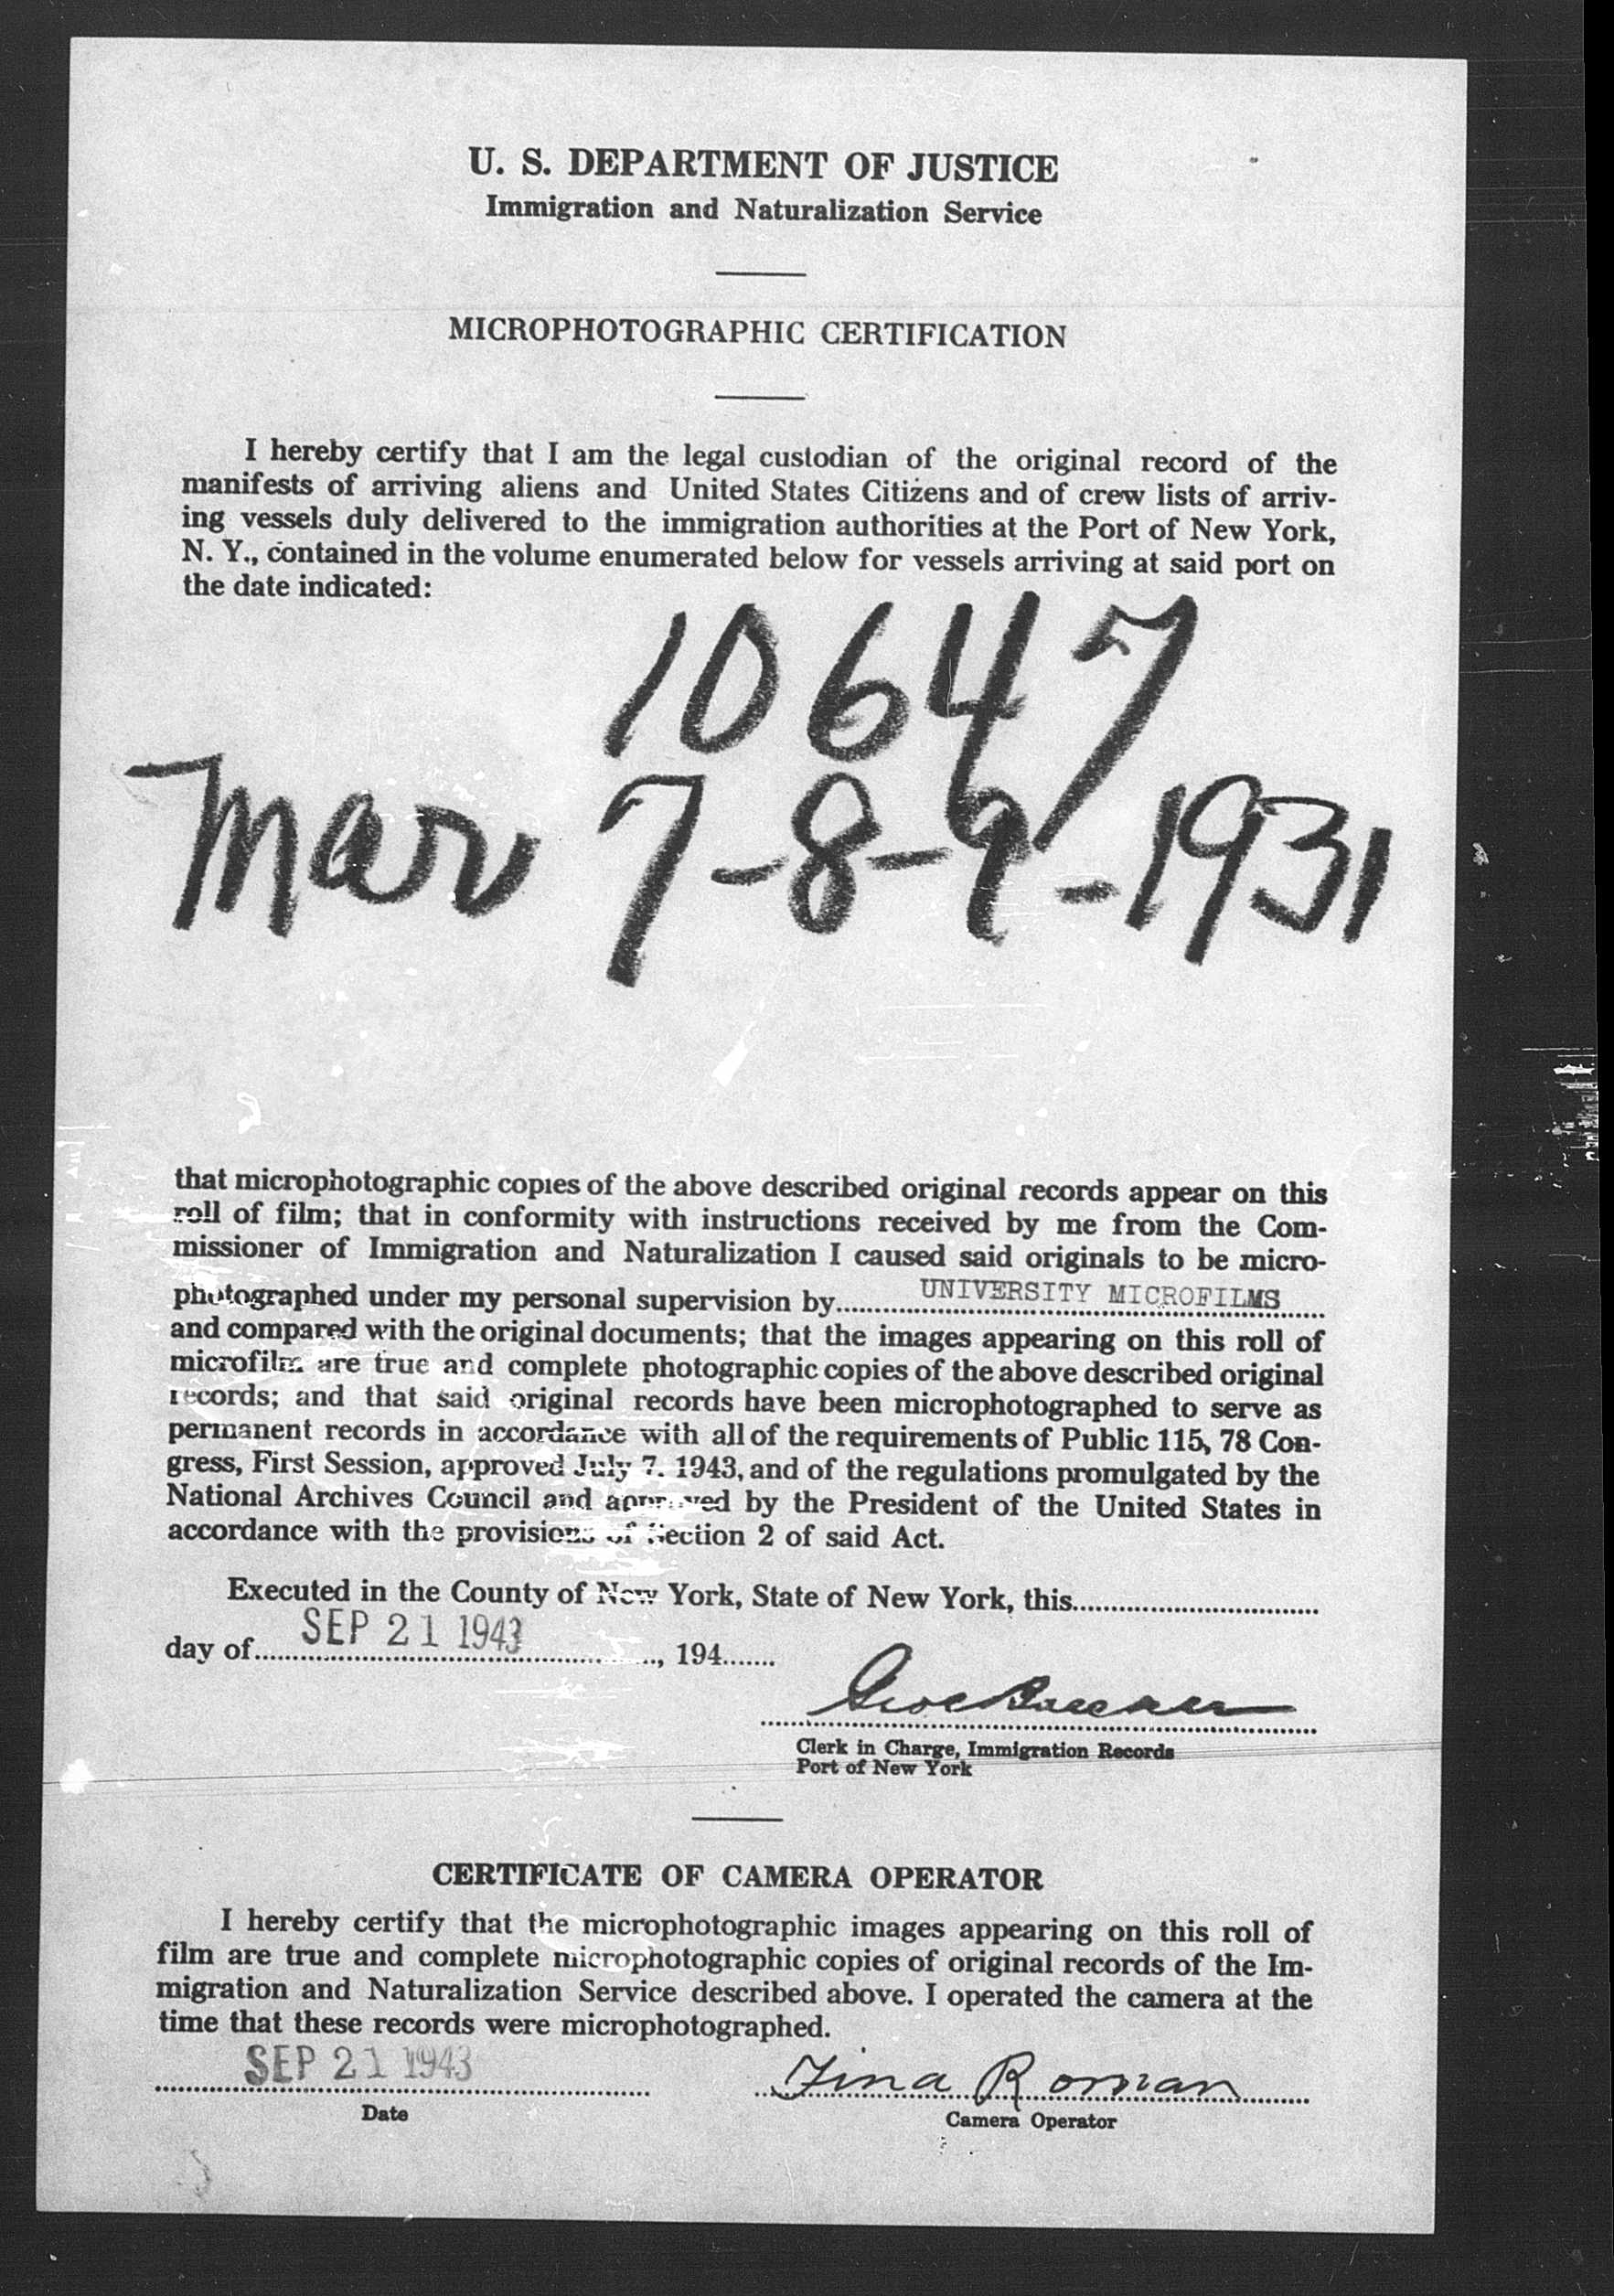 U. S. DEPARTMENT OF JUSTICE
Immigration and Naturalization Service
MICROPHOTOGRAPHIC CERTIFICATION
I hereby certify that I am the legal custodian of the original record of the
manifests of arriving aliens and United States Citizens and of crew lists of arriv-
ing vessels duly delivered to the immigration authorities at the Port of New York,
N. Y., contained in the volume enumerated below for vessels arriving at said port on
the date indicated:
10647
Mar 7-8-9-1931
that microphotographic copies of the above described original records appear on this
roll of film; that in conformity with instructions received by me from the Com-
missioner of Immigration and Naturalization I caused said originals to be micro-
photographed under my personal supervision by UNIVERSITY MICROFILMS
and compared with the original documents; that the images appearing on this roll of
microfilm are true and complete photographic copies of the above described original
records; and that said original records have been microphotographed to serve as
permanent records in accordance with all of the requirements of Public 115, 78 Con-
gress, First Session, approved July 7, 1943, and of the regulations promulgated by the
National Archives Council and approved by the President of the United States in
accordance with the provisions of Section 2 of said Act.
Executed in the County of New York, State of New York, this
day of SEP 21 1943, 194
Clerk in Charge, Immigration Records
Port of New York
CERTIFICATE OF CAMERA OPERATOR
I hereby certify that the microphotographic images appearing on this roll of
film are true and complete microphotographic copies of original records of the Im-
migration and Naturalization Service described above. I operated the camera at the
time that these records were microphotographed.
SEP 21 1943 Tina Roman
Date Camera Operator